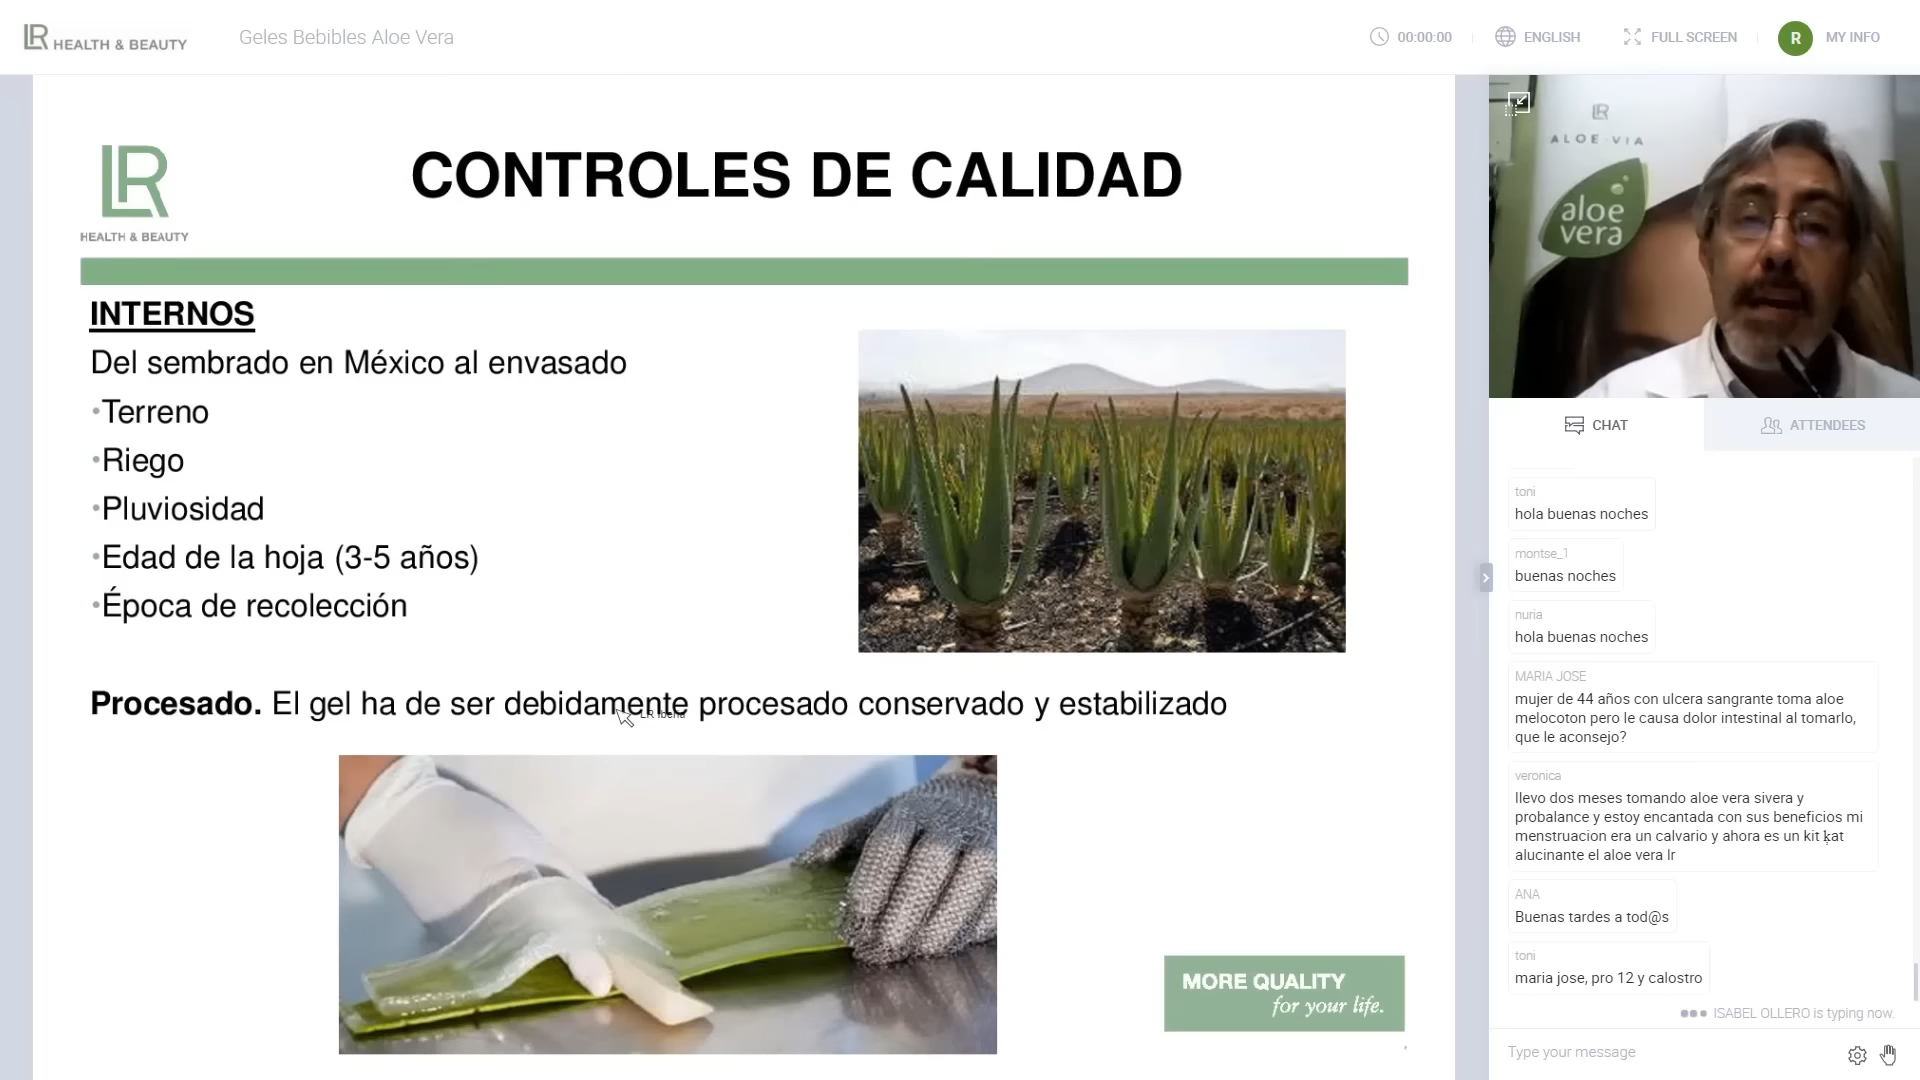 LR HEALTH & BEAUTY
Geles Bebibles Aloe Vera
00:00:00
ENGLISH
FULL SCREEN
R
MY INFO
LR
HEALTH & BEAUTY
CONTROLES DE CALIDAD
INTERNOS
Del sembrado en México al envasado
•Terreno
•Riego
•Pluviosidad
•Edad de la hoja (3-5 años)
•Época de recolección
Procesado. El gel ha de ser debidamente procesado conservado y estabilizado
LR Iberia
MORE QUALITY
for your life.
LR
ALOE VIA
aloe
vera
CHAT
ATTENDEES
toni
hola buenas noches
montse_1
buenas noches
nuria
hola buenas noches
MARIA JOSE
mujer de 44 años con ulcera sangrante toma aloe
melocoton pero le causa dolor intestinal al tomarlo,
que le aconsejo?
veronica
llevo dos meses tomando aloe vera sivera y
probalance y estoy encantada con sus beneficios mi
menstruacion era un calvario y ahora es un kit kat
alucinante el aloe vera lr
ANA
Buenas tardes a tod@s
toni
maria jose, pro 12 y calostro
ISABEL OLLERO is typing now.
Type your message